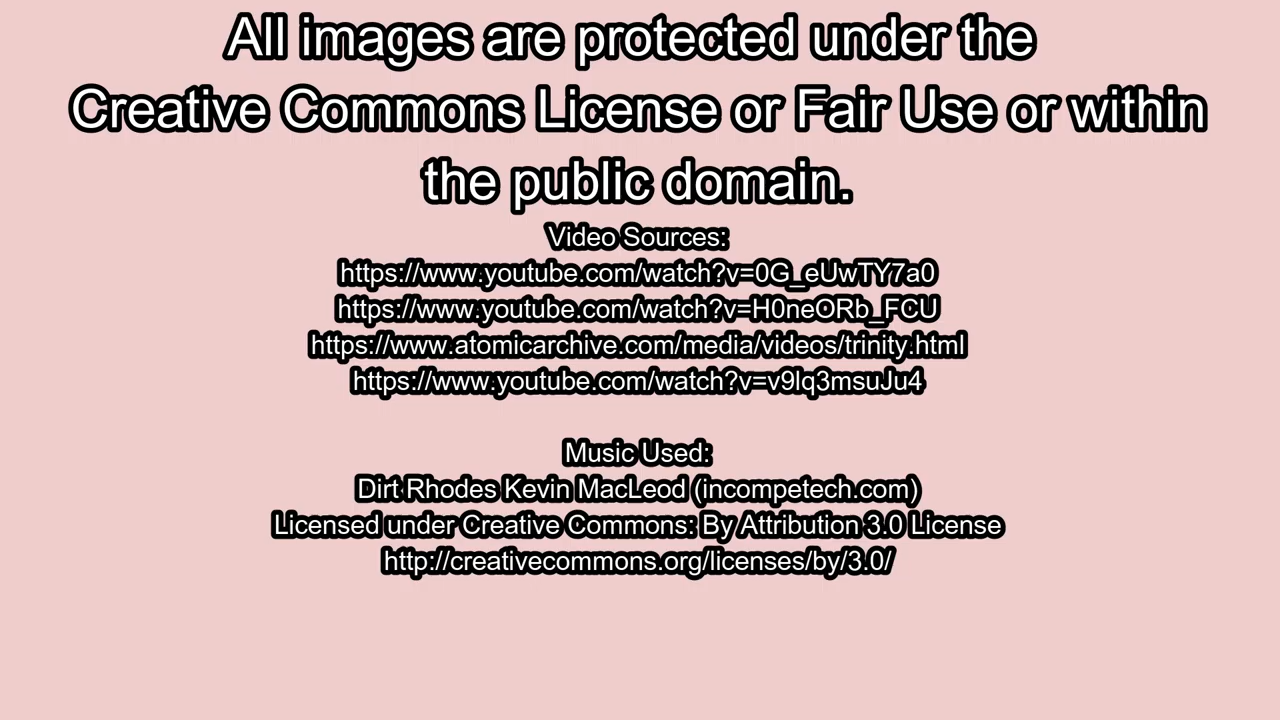 All images are protected under the
Creative Commons License or Fair Use or within
the public domain.
Video Sources:
https://www.youtube.com/watch?v=0G_eUwTY7a0
https://www.youtube.com/watch?v=H0neORb_FCU
https://www.atomicarchive.com/media/videos/trinity.html
https://www.youtube.com/watch?v=v9lq3msuJu4
Music Used:
Dirt Rhodes Kevin MacLeod (incompetech.com)
Licensed under Creative Commons: By Attribution 3.0 License
http://creativecommons.org/licenses/by/3.0/